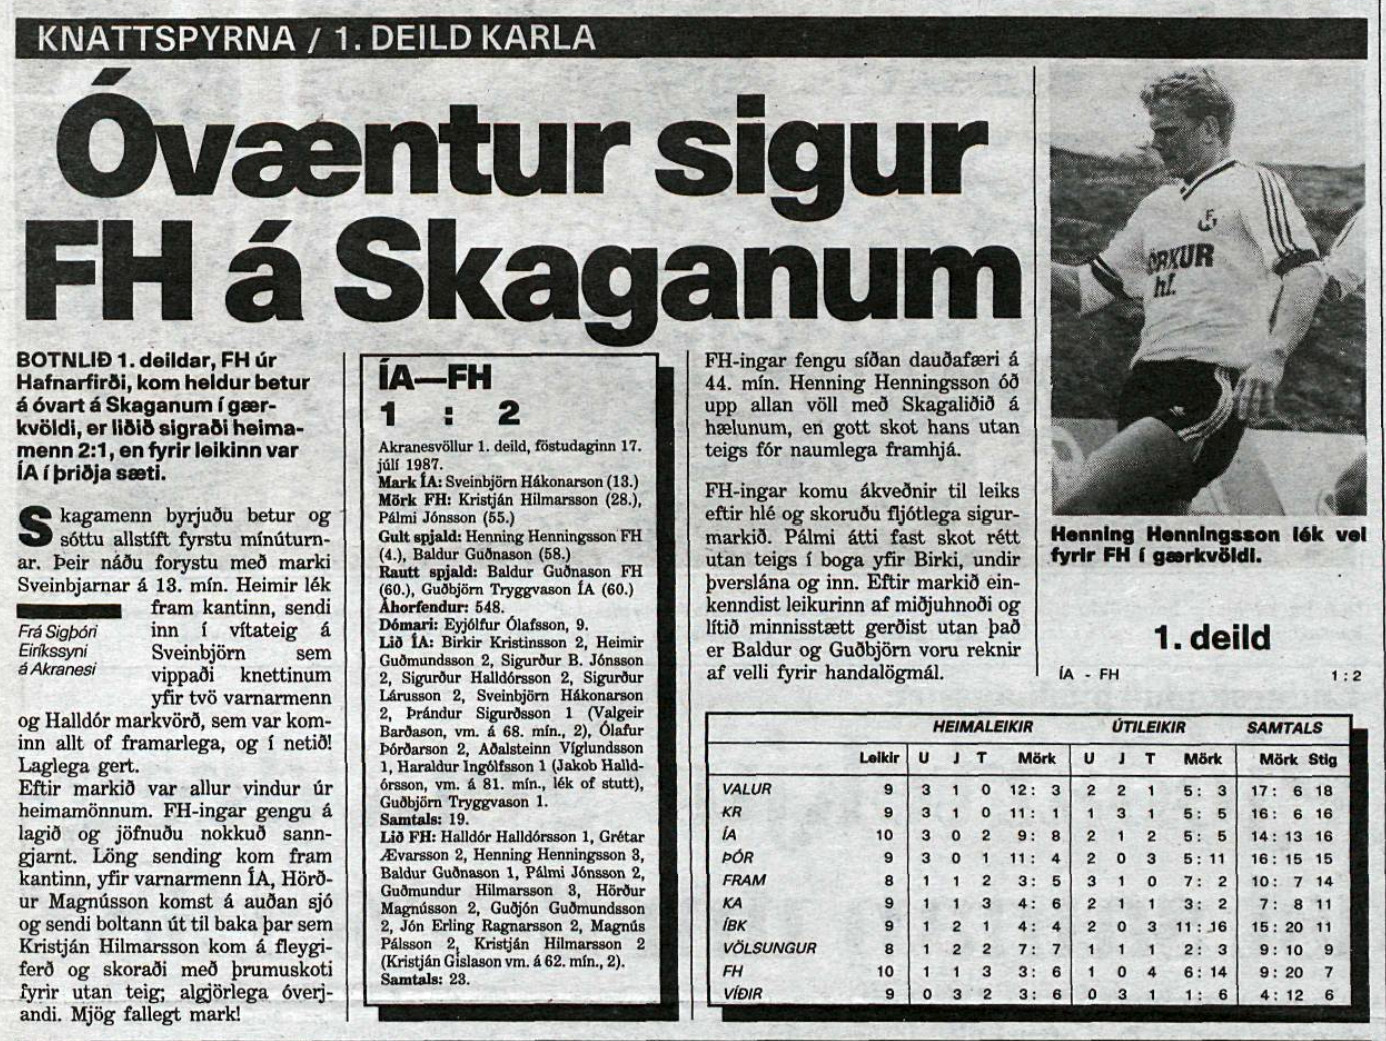 KNATTSPYRNA / 1. DEILD KARLA
Óvæntur sigur
FH á Skaganum
BOTNLIÐ 1. deildar, FH úr
Hafnarfirði, kom heldur betur
á óvart á Skaganum í gær-
kvöldi, er liðið sigraði heima-
menn 2:1, en fyrir leikinn var
ÍA í þriðja sæti.
Skagamenn byrjuðu betur og
sóttu allstíft fyrstu mínúturn-
ar. Þeir náðu forystu með marki
Sveinbjarnar á 13. mín. Heimir lék
fram kantinn, sendi
inn í vítateig á
Sveinbjörn sem
vippaði knettinum
yfir tvö varnarmenn
Frá Sigþóri
Eiríkssyni
á Akranesi
og Halldór markvörð, sem var kom-
inn allt of framarlega, og í netið!
Laglega gert.
Eftir markið var allur vindur úr
heimamönnum. FH-ingar gengu á
lagið og jöfnuðu nokkuð sann-
gjarnt. Löng sending kom fram
kantinn, yfir varnarmenn ÍA, Hörð-
ur Magnússon komst á auðan sjó
og sendi boltann út til baka þar sem
Kristján Hilmarsson kom á fleygi-
ferð og skoraði með þrumuskoti
fyrir utan teig; algjörlega óverj-
andi. Mjög fallegt mark!
ÍA—FH
1 : 2
Akranesvöllur 1. deild, föstudaginn 17.
júlí 1987.
Mark ÍA: Sveinbjörn Hákonarson (13.)
Mörk FH: Kristján Hilmarsson (28.),
Pálmi Jónsson (55.)
Gult spjald: Henning Henningsson FH
(4.), Baldur Guðnason (58.)
Rautt spjald: Baldur Guðnason FH
(60.), Guðbjörn Tryggvason ÍA (60.)
Áhorfendur: 548.
Dómari: Eyjólfur Ólafsson, 9.
Lið ÍA: Birkir Kristinsson 2, Heimir
Guðmundsson 2, Sigurður B. Jónsson
2, Sigurður Halldórsson 2, Sigurður
Lárusson 2, Sveinbjörn Hákonarson
2, Þrándur Sigurðsson 1 (Valgeir
Barðason, vm. á 68. mín., 2), Ólafur
Þórðarson 2, Aðalsteinn Víglundsson
1, Haraldur Ingólfsson 1 (Jakob Halld-
órsson, vm. á 81. mín., lék of stutt),
Guðbjörn Tryggvason 1.
Samtals: 19.
Lið FH: Halldór Halldórsson 1, Grétar
Ævarsson 2, Henning Henningsson 3,
Baldur Guðnason 1, Pálmi Jónsson 2,
Guðmundur Hilmarsson 3, Hörður
Magnússon 2, Guðjón Guðmundsson
2, Jón Erling Ragnarsson 2, Magnús
Pálsson 2, Kristján Hilmarsson 2
(Kristján Gíslason vm. á 62. mín., 2).
Samtals: 23.
FH-ingar fengu síðan dauðafæri á
44. mín. Henning Henningsson óð
upp allan völl með Skagaliðið á
hælunum, en gott skot hans utan
teigs fór naumlega framhjá.
FH-ingar komu ákveðnir til leiks
eftir hlé og skoruðu fljótlega sigur-
markið. Pálmi átti fast skot rétt
utan teigs í boga yfir Birki, undir
þverslána og inn. Eftir markið ein-
kenndist leikurinn af miðjuhnoði og
lítið minnisstætt gerðist utan það
er Baldur og Guðbjörn voru reknir
af velli fyrir handalögmál.
ÖRKUR
hf.
Henning Henningsson lék vel
fyrir FH í gærkvöldi.
1. deild
ÍA - FH 1:2
HEIMALEIKIR ÚTILEIKIR SAMTALS
Leikir U J T Mörk U J T Mörk Mörk Stig
VALUR 9 3 1 0 12: 3 2 2 1 5: 3 17: 6 18
KR 9 3 1 0 11: 1 1 3 1 5: 5 16: 6 16
ÍA 10 3 0 2 9: 8 2 1 2 5: 5 14:13 16
ÞÓR 9 3 0 1 11: 4 2 0 3 5:11 16:15 15
FRAM 8 1 1 2 3: 5 3 1 0 7: 2 10: 7 14
KA 9 1 1 3 4: 6 2 1 1 3: 2 7: 8 11
ÍBK 9 1 2 1 4: 4 2 0 3 11:16 15:20 11
VÖLSUNGUR 8 1 2 2 7: 7 1 1 1 2: 3 9:10 9
FH 10 1 1 3 3: 6 1 0 4 6:14 9:20 7
VÍÐIR 9 0 3 2 3: 6 0 3 1 1: 6 4:12 6